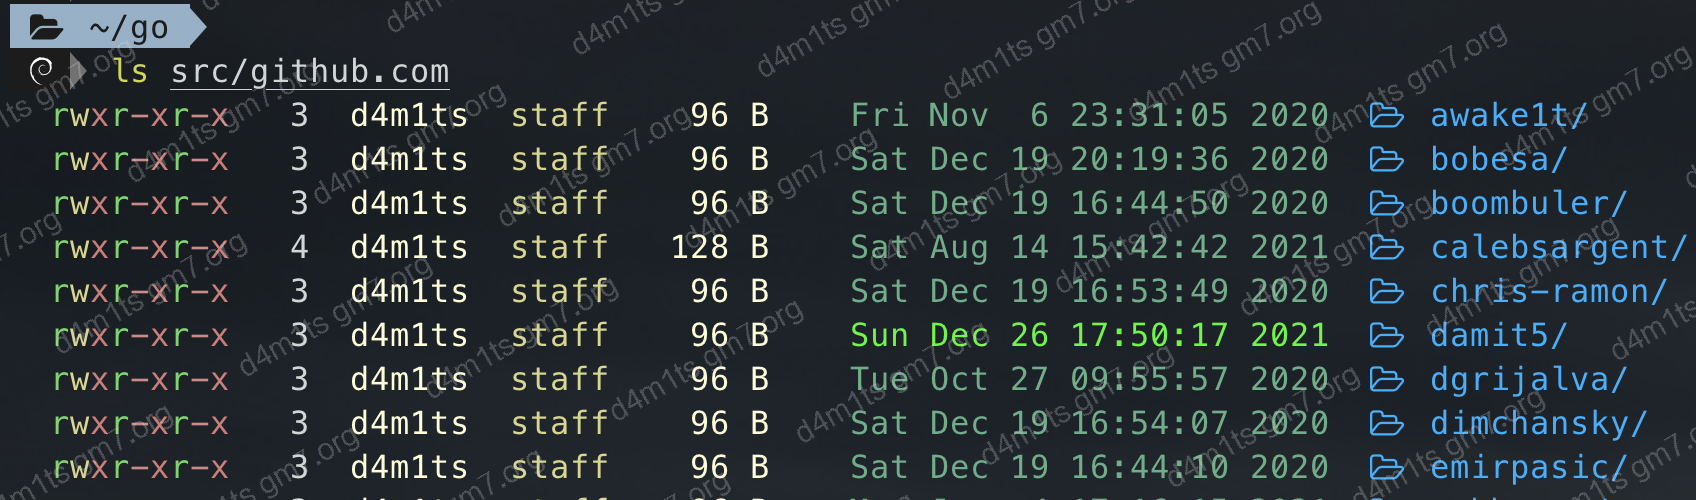 ~/go
ls src/github.com
rwxr-xr-x 3 d4m1ts staff 96 B Fri Nov 6 23:31:05 2020 awake1t/
rwxr-xr-x 3 d4m1ts staff 96 B Sat Dec 19 20:19:36 2020 bobesa/
rwxr-xr-x 3 d4m1ts staff 96 B Sat Dec 19 16:44:50 2020 boombuler/
rwxr-xr-x 4 d4m1ts staff 128 B Sat Aug 14 15:42:42 2021 calebsargent/
rwxr-xr-x 3 d4m1ts staff 96 B Sat Dec 19 16:53:49 2020 chris-ramon/
rwxr-xr-x 3 d4m1ts staff 96 B Sun Dec 26 17:50:17 2021 damit5/
rwxr-xr-x 3 d4m1ts staff 96 B Tue Oct 27 09:55:57 2020 dgrijalva/
rwxr-xr-x 3 d4m1ts staff 96 B Sat Dec 19 16:54:07 2020 dimchansky/
rwxr-xr-x 3 d4m1ts staff 96 B Sat Dec 19 16:44:10 2020 emirpasic/
d4m1ts gm7.org